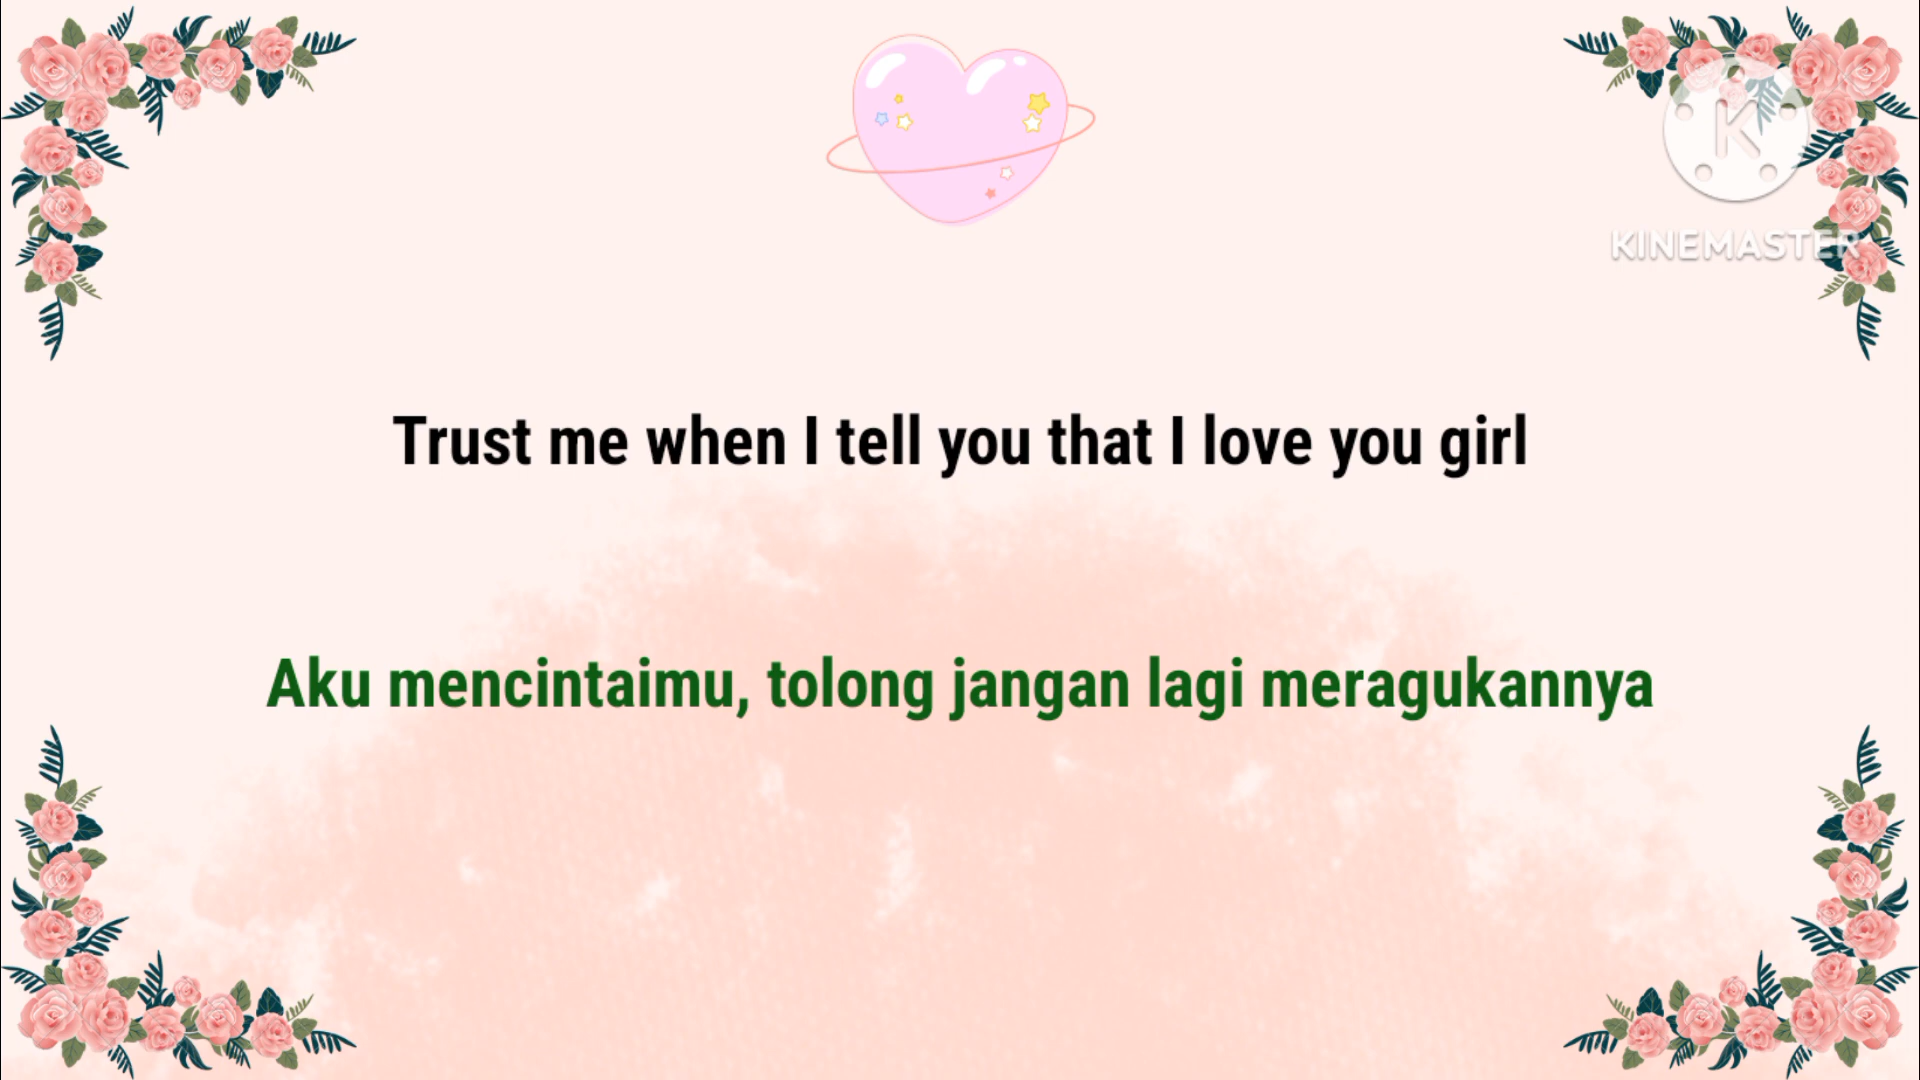 K
KINEMASTER
Trust me when I tell you that I love you girl
Aku mencintaimu, tolong jangan lagi meragukannya